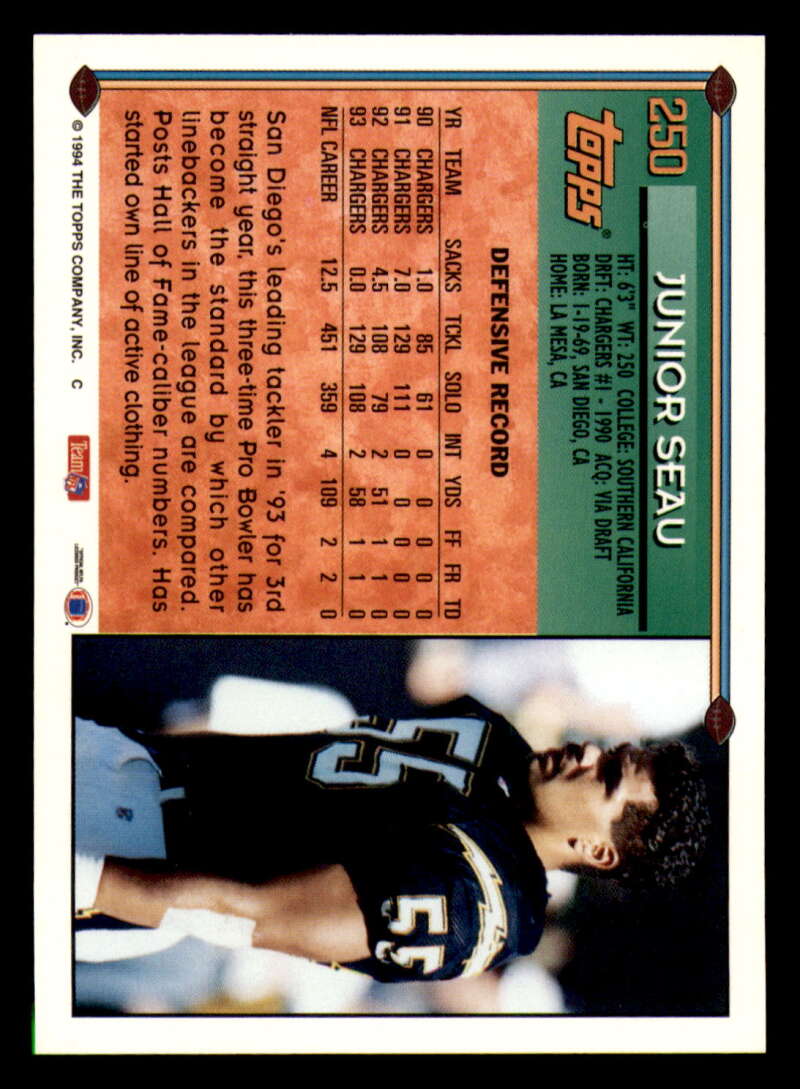 250
JUNIOR SEAU
Topps®
HT: 6'3" WT: 250 COLLEGE: SOUTHERN CALIFORNIA
DRFT: CHARGERS #1 - 1990 ACQ: VIA DRAFT
BORN: 1-19-69, SAN DIEGO, CA
HOME: LA MESA, CA
DEFENSIVE RECORD
YR TEAM SACKS TCKL SOLO INT YDS FF FR TD
90 CHARGERS 1.0 85 61 0 0 0 0 0
91 CHARGERS 7.0 129 111 0 0 0 0 0
92 CHARGERS 4.5 108 79 2 51 1 1 0
93 CHARGERS 0.0 129 108 2 58 1 1 0
NFL CAREER 12.5 451 359 4 109 2 2 0
San Diego's leading tackler in '93 for 3rd
straight year, this three-time Pro Bowler has
become the standard by which other
linebackers in the league are compared.
Posts Hall of Fame-caliber numbers. Has
started own line of active clothing.
© 1994 THE TOPPS COMPANY, INC. C
Team NFL
55
55